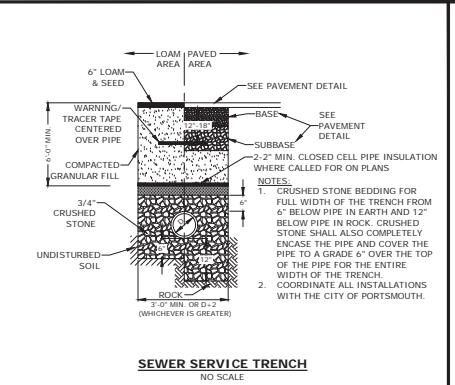 LOAM PAVED
AREA AREA
6" LOAM
& SEED
SEE PAVEMENT DETAIL
WARNING/
TRACER TAPE
CENTERED
OVER PIPE
BASE
SEE
PAVEMENT
DETAIL
12"-18"
SUBBASE
6'-0" MIN.
2-2" MIN. CLOSED CELL PIPE INSULATION
WHERE CALLED FOR ON PLANS
COMPACTED
GRANULAR FILL
NOTES:
1. CRUSHED STONE BEDDING FOR
FULL WIDTH OF THE TRENCH FROM
6" BELOW PIPE IN EARTH AND 12"
BELOW PIPE IN ROCK. CRUSHED
STONE SHALL ALSO COMPLETELY
ENCASE THE PIPE AND COVER THE
PIPE TO A GRADE 6" OVER THE TOP
OF THE PIPE FOR THE ENTIRE
WIDTH OF THE TRENCH.
2. COORDINATE ALL INSTALLATIONS
WITH THE CITY OF PORTSMOUTH.
6"
3/4"
CRUSHED
STONE
D
6"
12"
UNDISTURBED
SOIL
ROCK
3'-0" MIN. OR D+2
(WHICHEVER IS GREATER)
SEWER SERVICE TRENCH
NO SCALE